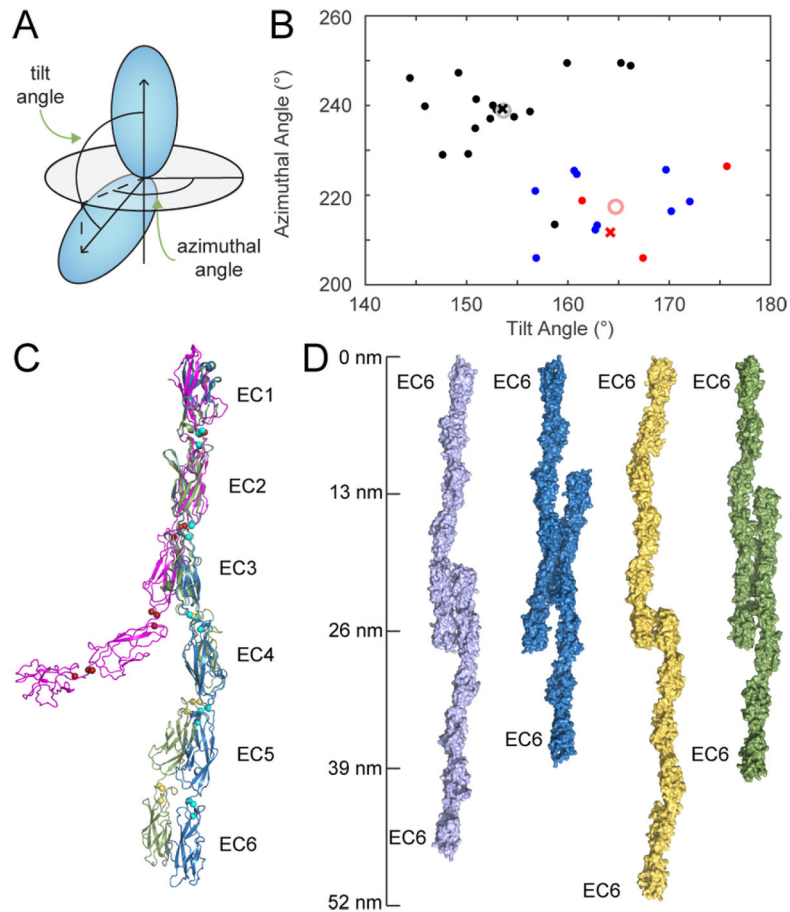 A
tilt
angle
azimuthal
angle
B
Azimuthal Angle (°)
260
240
220
200
140
150
160
170
180
Tilt Angle (°)
C
EC1
EC2
EC3
EC4
EC5
EC6
D
0 nm
13 nm
26 nm
39 nm
52 nm
EC6
EC6
EC6
EC6
EC6
EC6
EC6
EC6